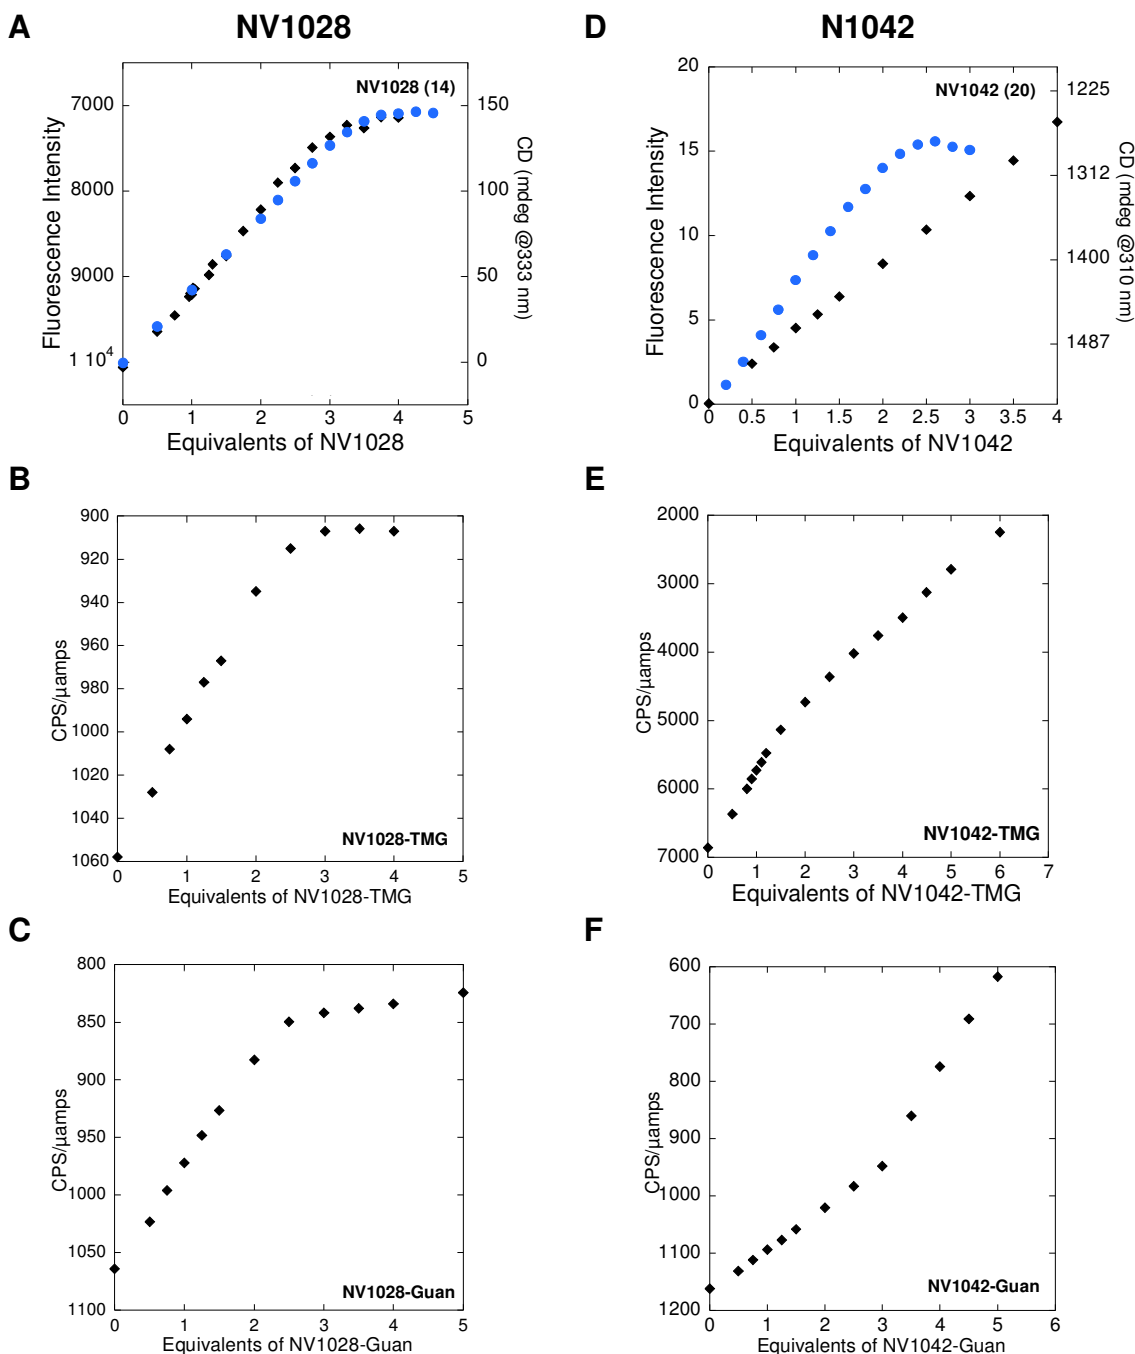 A
NV1028
NV1028 (14)
7000
8000
9000
1 10⁴
Fluorescence Intensity
150
100
50
0
CD (mdeg @333 nm)
0 1 2 3 4 5
Equivalents of NV1028
D
N1042
NV1042 (20)
20
15
10
5
0
Fluorescence Intensity
1225
1312
1400
1487
CD (mdeg @310 nm)
0 0.5 1 1.5 2 2.5 3 3.5 4
Equivalents of NV1042
B
900
920
940
960
980
1000
1020
1040
1060
CPS/µamps
NV1028-TMG
0 1 2 3 4 5
Equivalents of NV1028-TMG
E
2000
3000
4000
5000
6000
7000
CPS/µamps
NV1042-TMG
0 1 2 3 4 5 6 7
Equivalents of NV1042-TMG
C
800
850
900
950
1000
1050
1100
CPS/µamps
NV1028-Guan
0 1 2 3 4 5
Equivalents of NV1028-Guan
F
600
700
800
900
1000
1100
1200
CPS/µamps
NV1042-Guan
0 1 2 3 4 5 6
Equivalents of NV1042-Guan